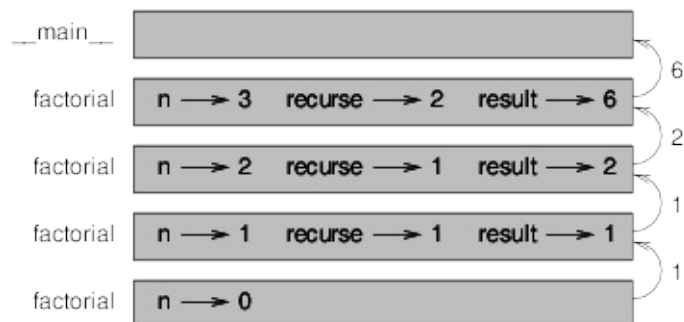 __main__
6
factorial n → 3 recurse → 2 result → 6
2
factorial n → 2 recurse → 1 result → 2
1
factorial n → 1 recurse → 1 result → 1
1
factorial n → 0